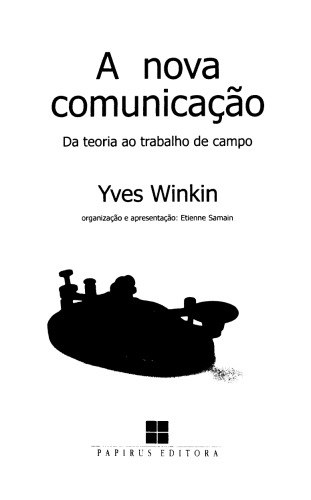 A nova
comunicação
Da teoria ao trabalho de campo
Yves Winkin
organização e apresentação: Etienne Samain
PAPIRUS EDITORA